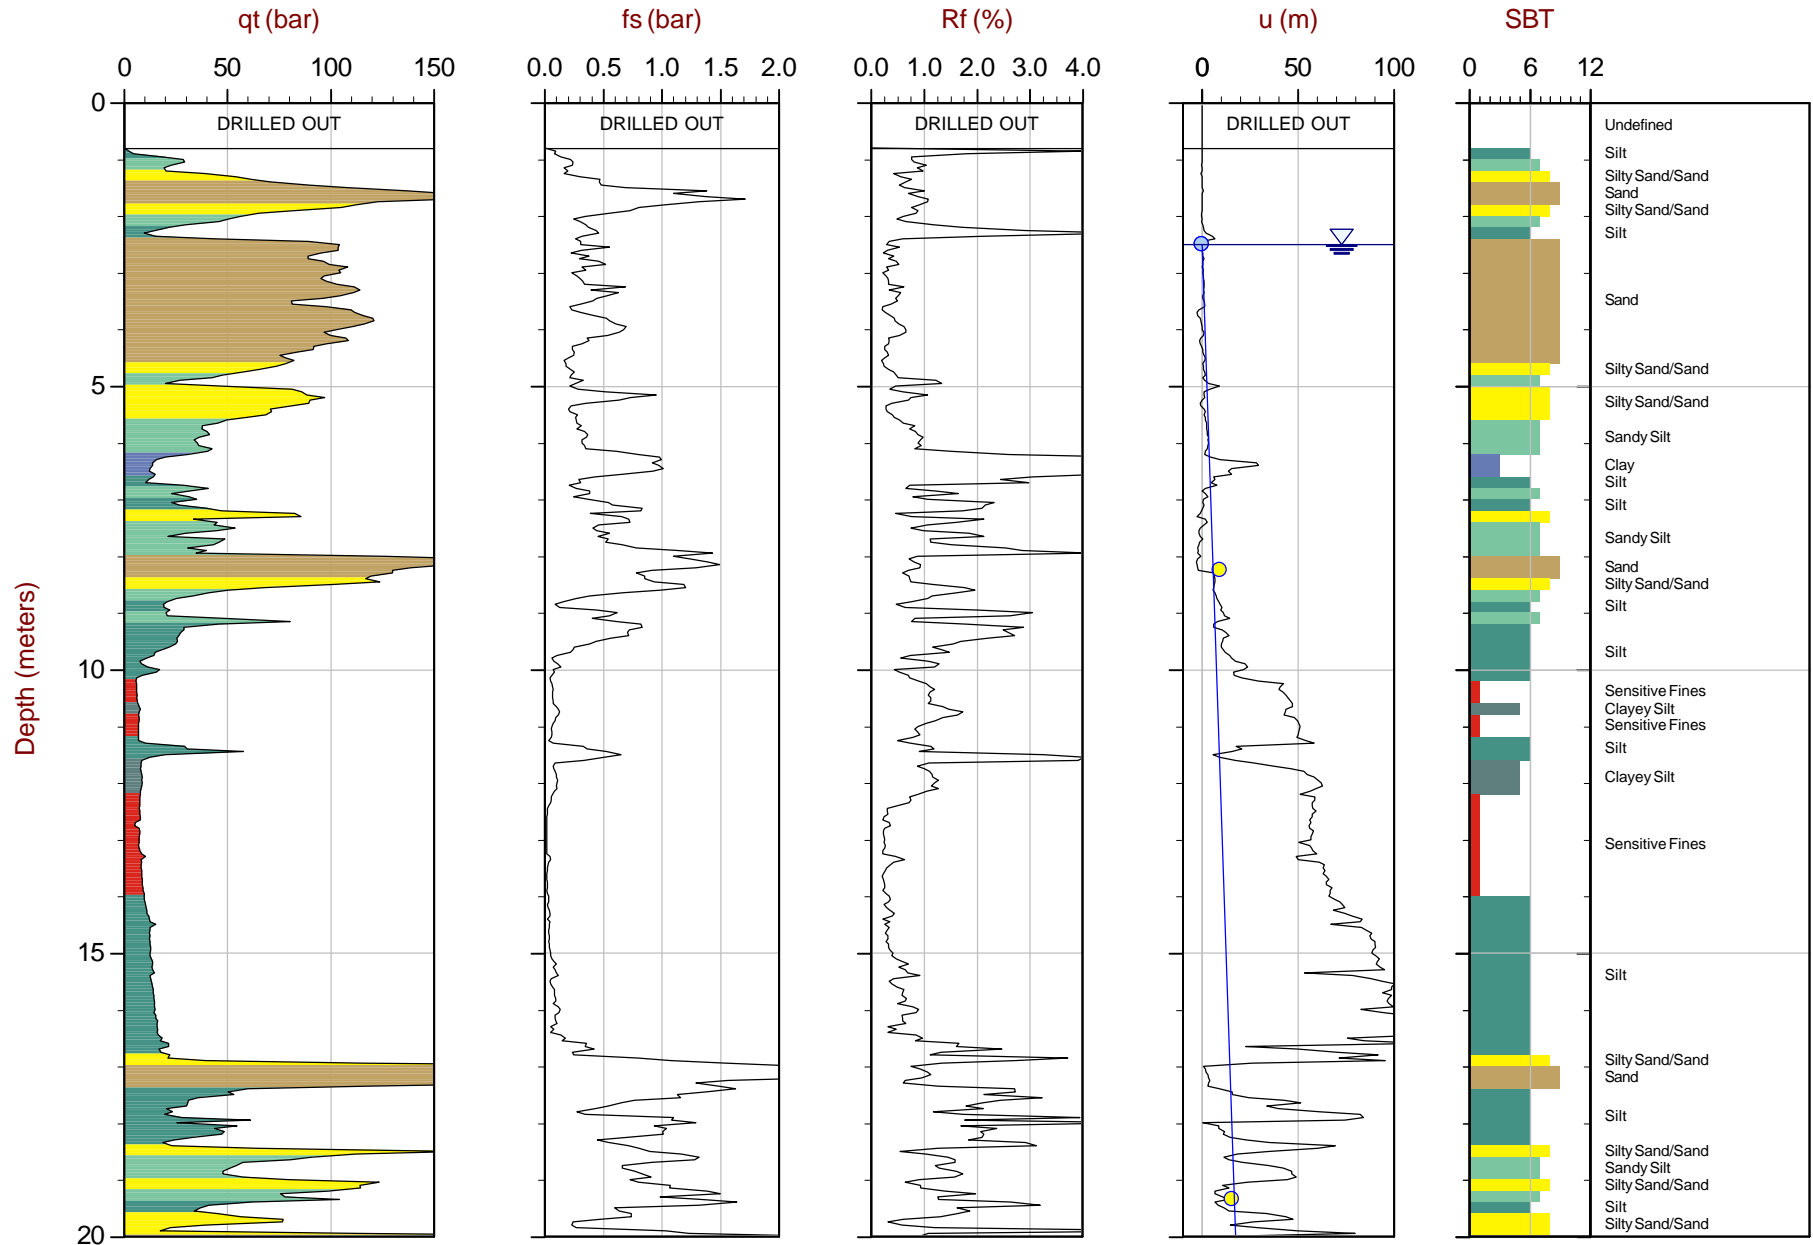 qt (bar) fs (bar) Rf (%) u (m) SBT
0 50 100 150 0.0 0.5 1.0 1.5 2.0 0.0 1.0 2.0 3.0 4.0 0 50 100 0 6 12
0
DRILLED OUT DRILLED OUT DRILLED OUT DRILLED OUT Undefined
Silt
Silty Sand/Sand
Sand
Silty Sand/Sand
Silt
Sand
Silty Sand/Sand
5
Silty Sand/Sand
Sandy Silt
Clay
Silt
Silt
Sandy Silt
Sand
Silty Sand/Sand
Silt
Silt
10
Depth (meters)
Sensitive Fines
Clayey Silt
Sensitive Fines
Silt
Clayey Silt
Sensitive Fines
15
Silt
Silty Sand/Sand
Sand
Silt
Silty Sand/Sand
Sandy Silt
Silty Sand/Sand
Silt
Silty Sand/Sand
20